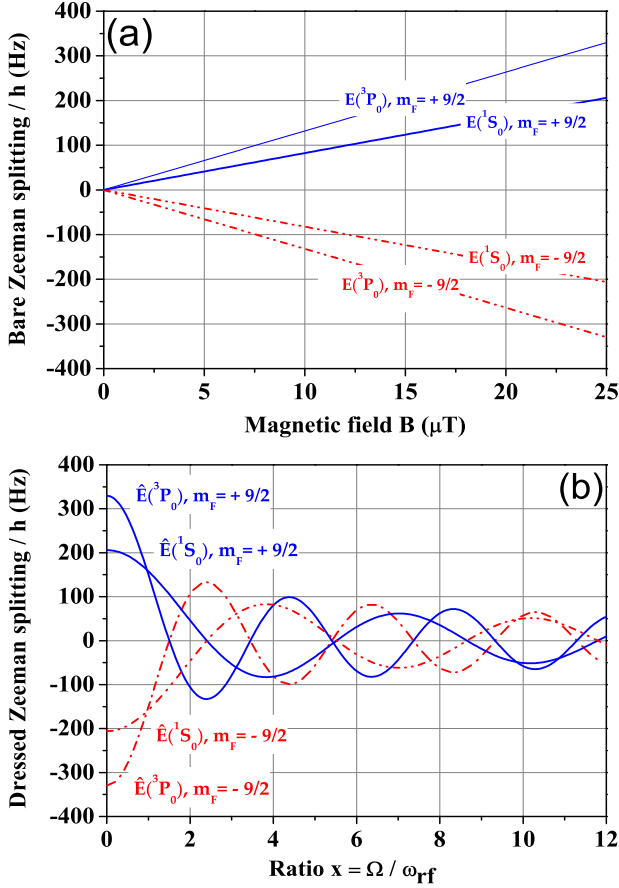 (a)
400
300
200
100
0
-100
-200
-300
-400
Bare Zeeman splitting / h (Hz)
E(³P₀), m_F = + 9/2
E(¹S₀), m_F = + 9/2
E(¹S₀), m_F = - 9/2
E(³P₀), m_F = - 9/2
0 5 10 15 20 25
Magnetic field B (μT)
(b)
400
300
200
100
0
-100
-200
-300
-400
Dressed Zeeman splitting / h (Hz)
Ê(³P₀), m_F = + 9/2
Ê(¹S₀), m_F = + 9/2
Ê(¹S₀), m_F = - 9/2
Ê(³P₀), m_F = - 9/2
0 2 4 6 8 10 12
Ratio x = Ω / ω_rf